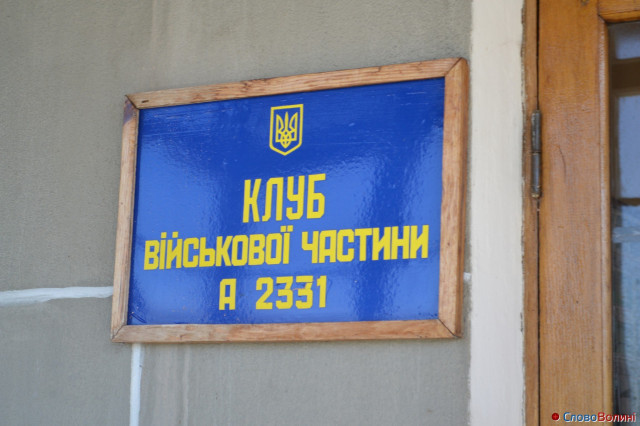 КЛУБ
ВІЙСЬКОВОЇ ЧАСТИНИ
А 2331
СловоВолині